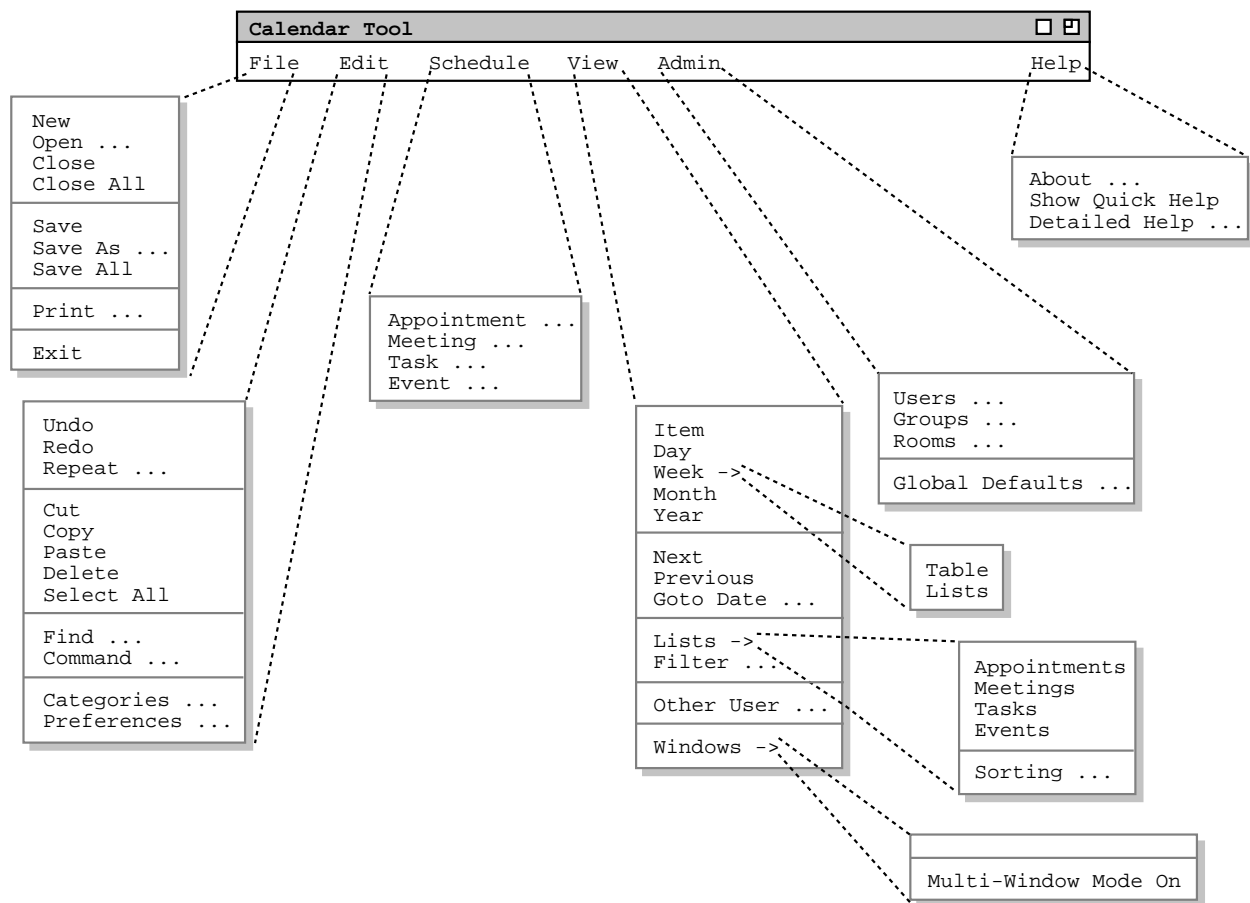 Calendar Tool
File Edit Schedule View Admin Help
New
Open ...
Close
Close All
Save
Save As ...
Save All
Print ...
Exit
Undo
Redo
Repeat ...
Cut
Copy
Paste
Delete
Select All
Find ...
Command ...
Categories ...
Preferences ...
Appointment ...
Meeting ...
Task ...
Event ...
Item
Day
Week ->
Month
Year
Next
Previous
Goto Date ...
Lists ->
Filter ...
Other User ...
Windows ->
Table
Lists
Appointments
Meetings
Tasks
Events
Sorting ...
Multi-Window Mode On
Users ...
Groups ...
Rooms ...
Global Defaults ...
About ...
Show Quick Help
Detailed Help ...